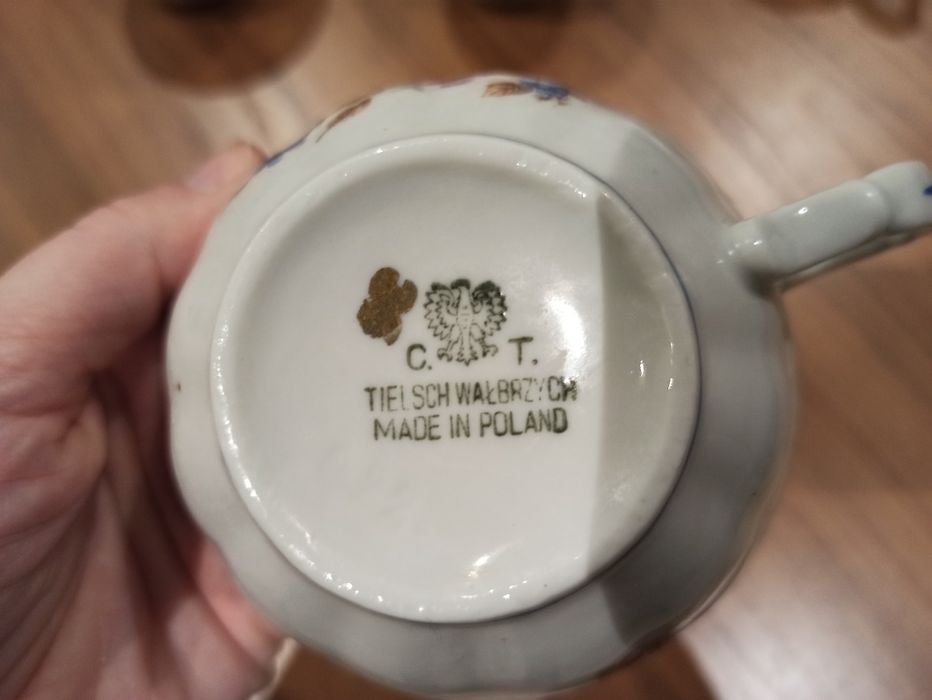 C. T.
TIELSCH WAŁBRZYCH
MADE IN POLAND